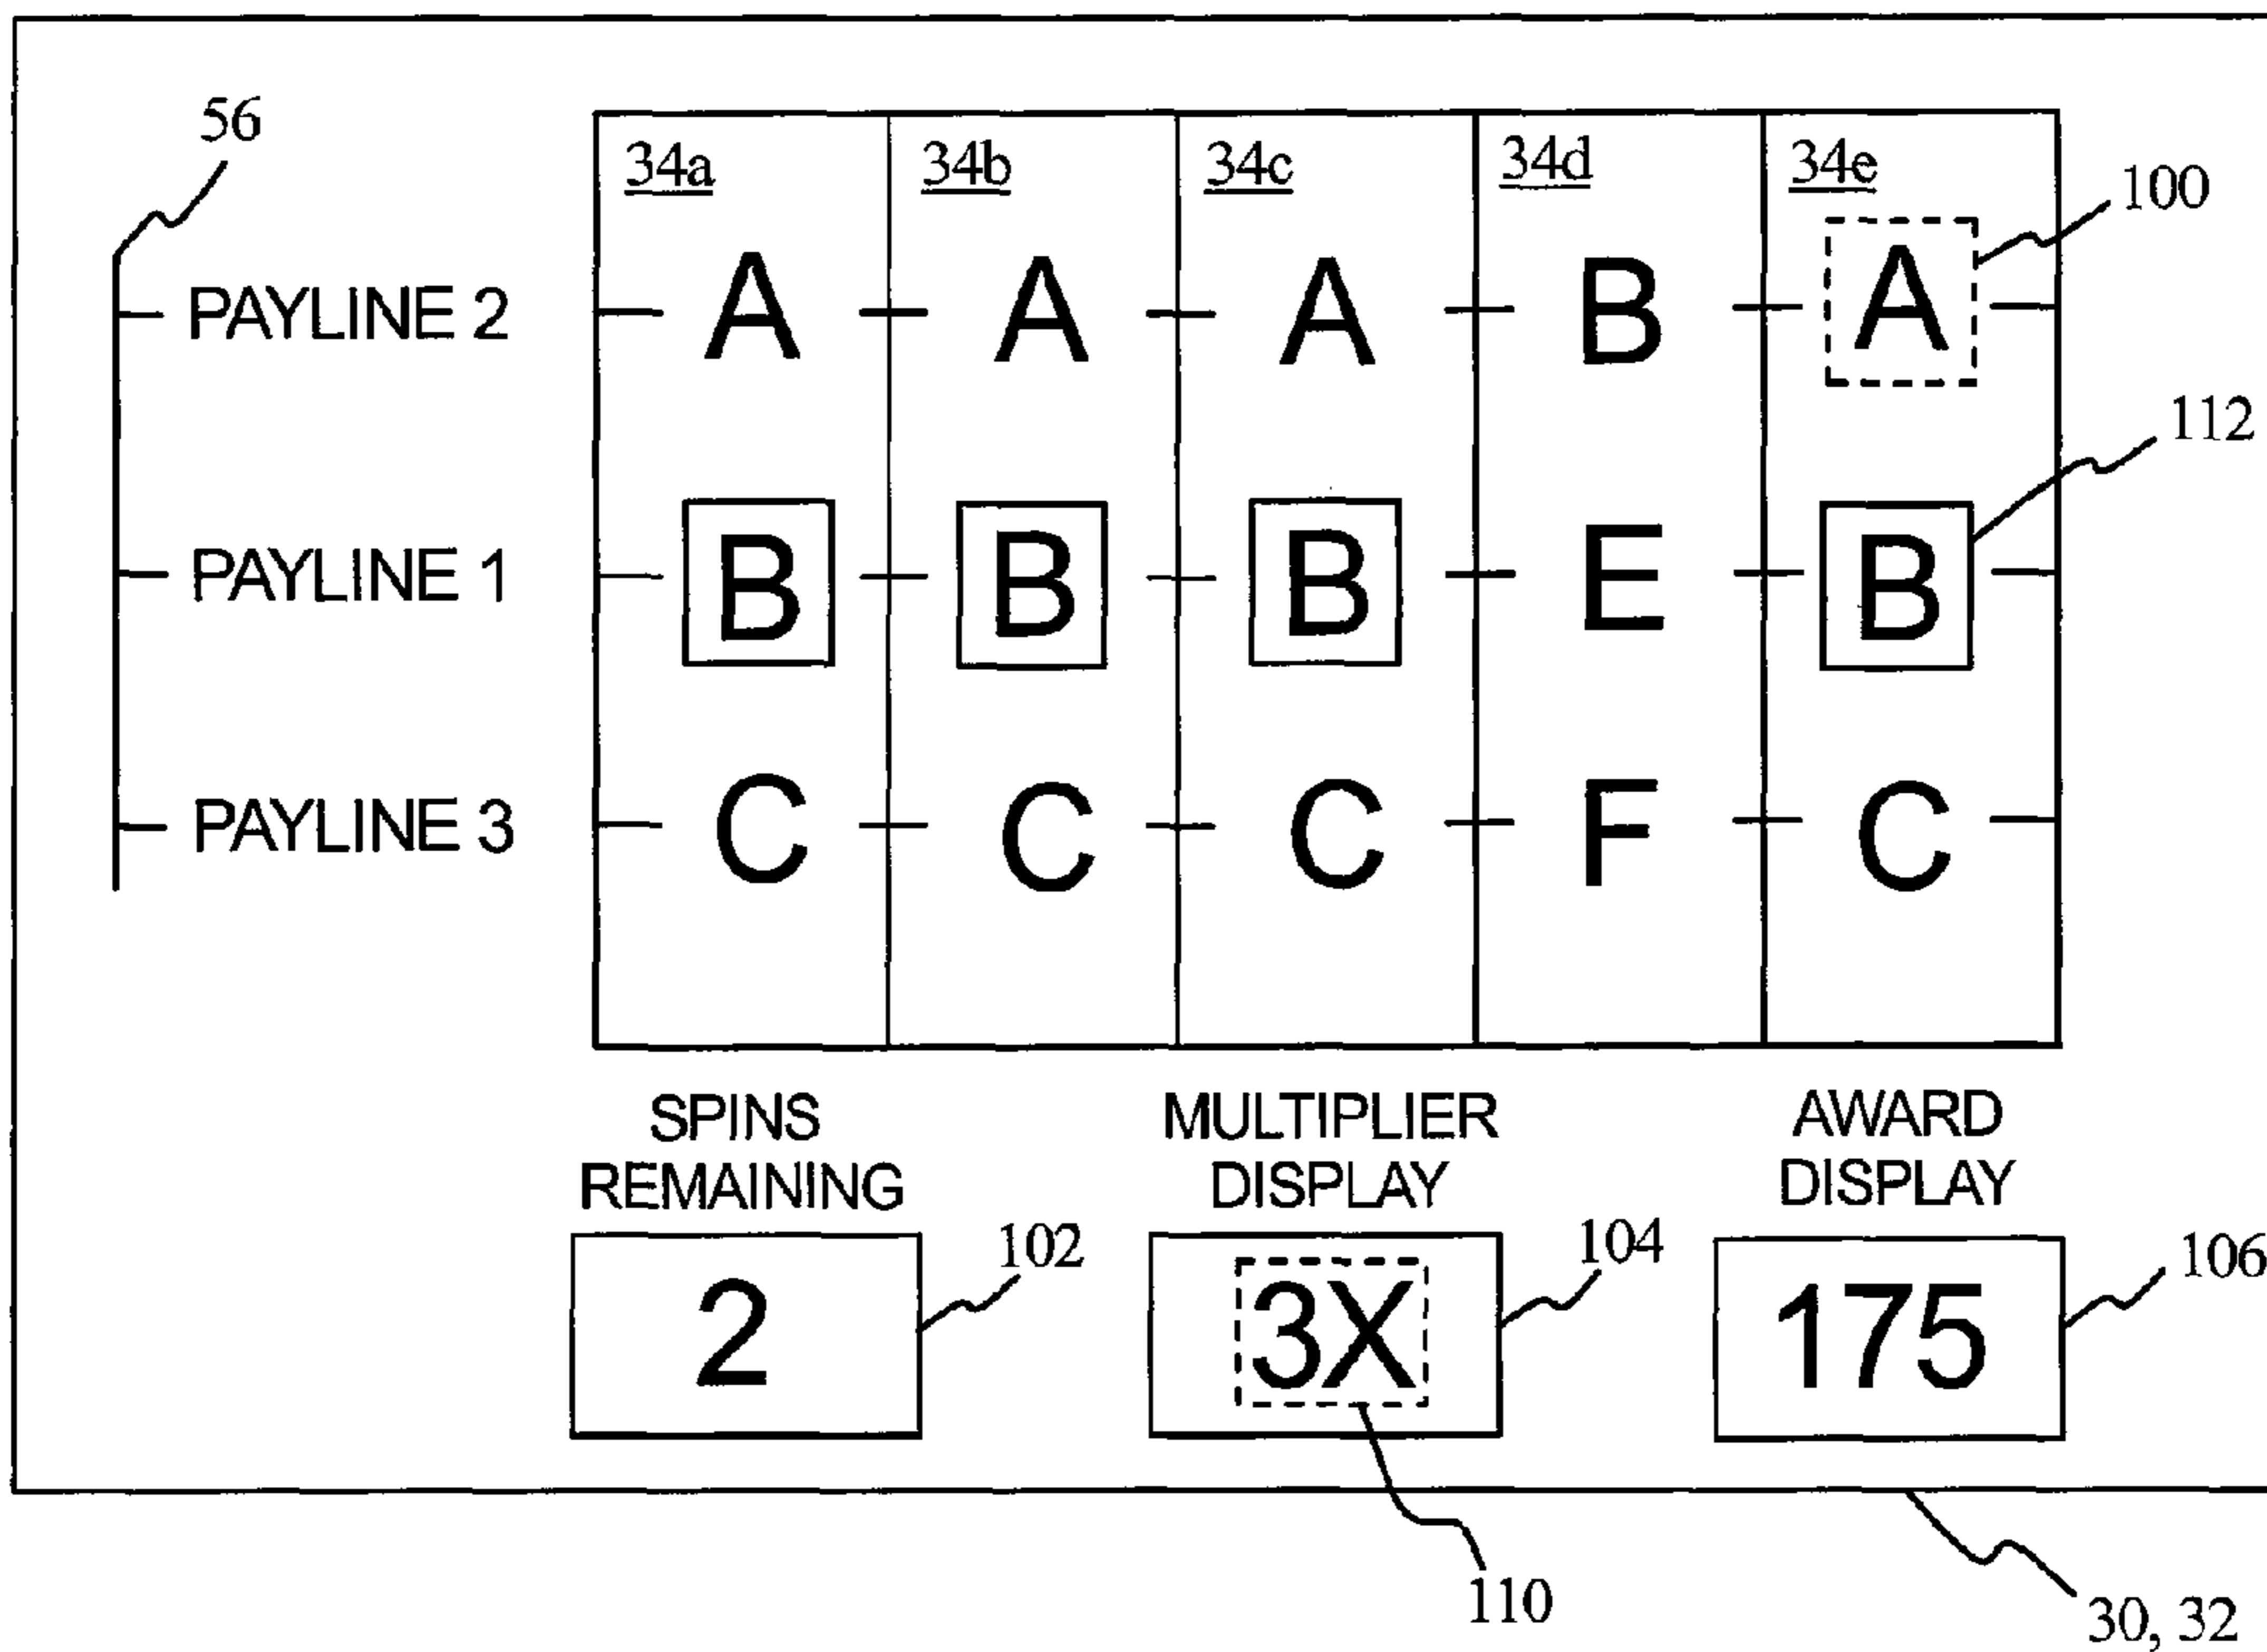 56
34a 34b 34c 34d 34e
100
PAYLINE 2 A A A B A
112
PAYLINE 1 B B B E B
PAYLINE 3 C C C F C
SPINS REMAINING
MULTIPLIER DISPLAY
AWARD DISPLAY
2 102
3X 104
175 106
110
30, 32